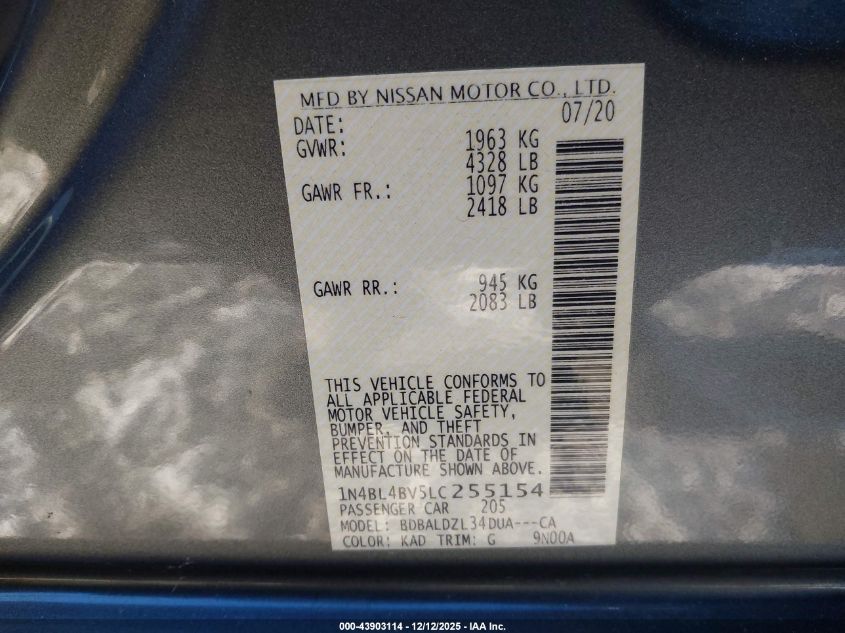 MFD BY NISSAN MOTOR CO., LTD.
DATE: 07/20
GVWR: 1963 KG
4328 LB
GAWR FR.: 1097 KG
2418 LB
GAWR RR.: 945 KG
2083 LB
THIS VEHICLE CONFORMS TO
ALL APPLICABLE FEDERAL
MOTOR VEHICLE SAFETY,
BUMPER, AND THEFT
PREVENTION STANDARDS IN
EFFECT ON THE DATE OF
MANUFACTURE SHOWN ABOVE.
1N4BL4BV5LC255154
PASSENGER CAR 205
MODEL: BDBALDZL34DUA---CA
COLOR: KAD TRIM: G 9N00A
000-43903114 - 12/12/2025 - IAA Inc.